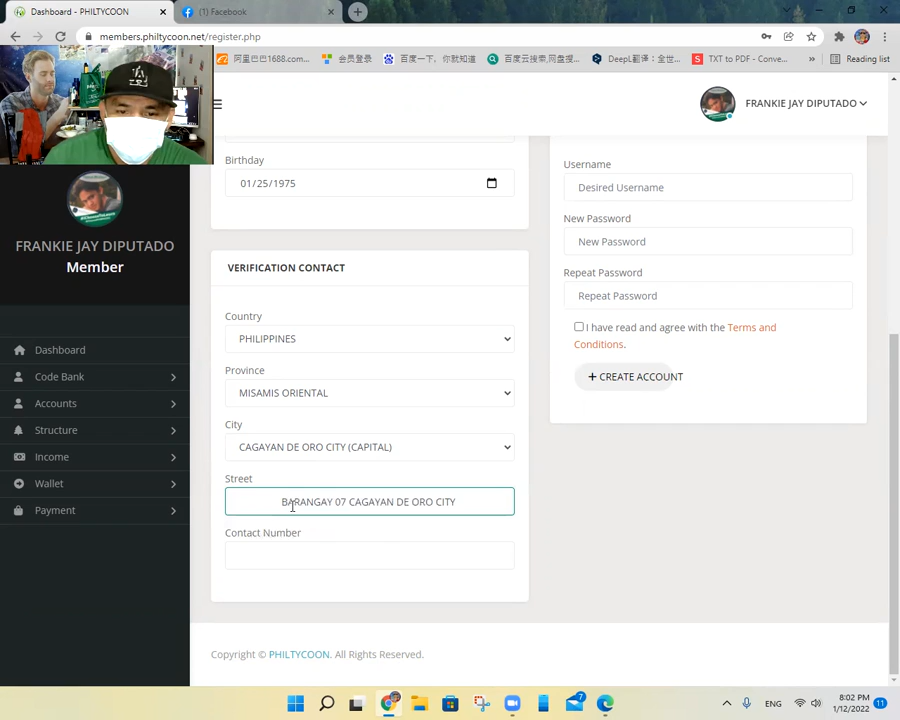 Dashboard - PHILTYCOON
(1) Facebook
members.philtycoon.net/register.php
阿里巴巴1688.com...
会员登录
百度一下，你就知道
百度云搜索,网盘搜...
DeepL翻译：全世...
TXT to PDF - Conve...
Reading list
FRANKIE JAY DIPUTADO
FRANKIE JAY DIPUTADO
Member
Dashboard
Code Bank
Accounts
Structure
Income
Wallet
Payment
Birthday
01/25/1975
VERIFICATION CONTACT
Country
PHILIPPINES
Province
MISAMIS ORIENTAL
City
CAGAYAN DE ORO CITY (CAPITAL)
Street
BARANGAY 07 CAGAYAN DE ORO CITY
Contact Number
Username
Desired Username
New Password
New Password
Repeat Password
Repeat Password
I have read and agree with the Terms and
Conditions.
+ CREATE ACCOUNT
Copyright © PHILTYCOON. All Rights Reserved.
7
ENG
8:02 PM
1/12/2022
11